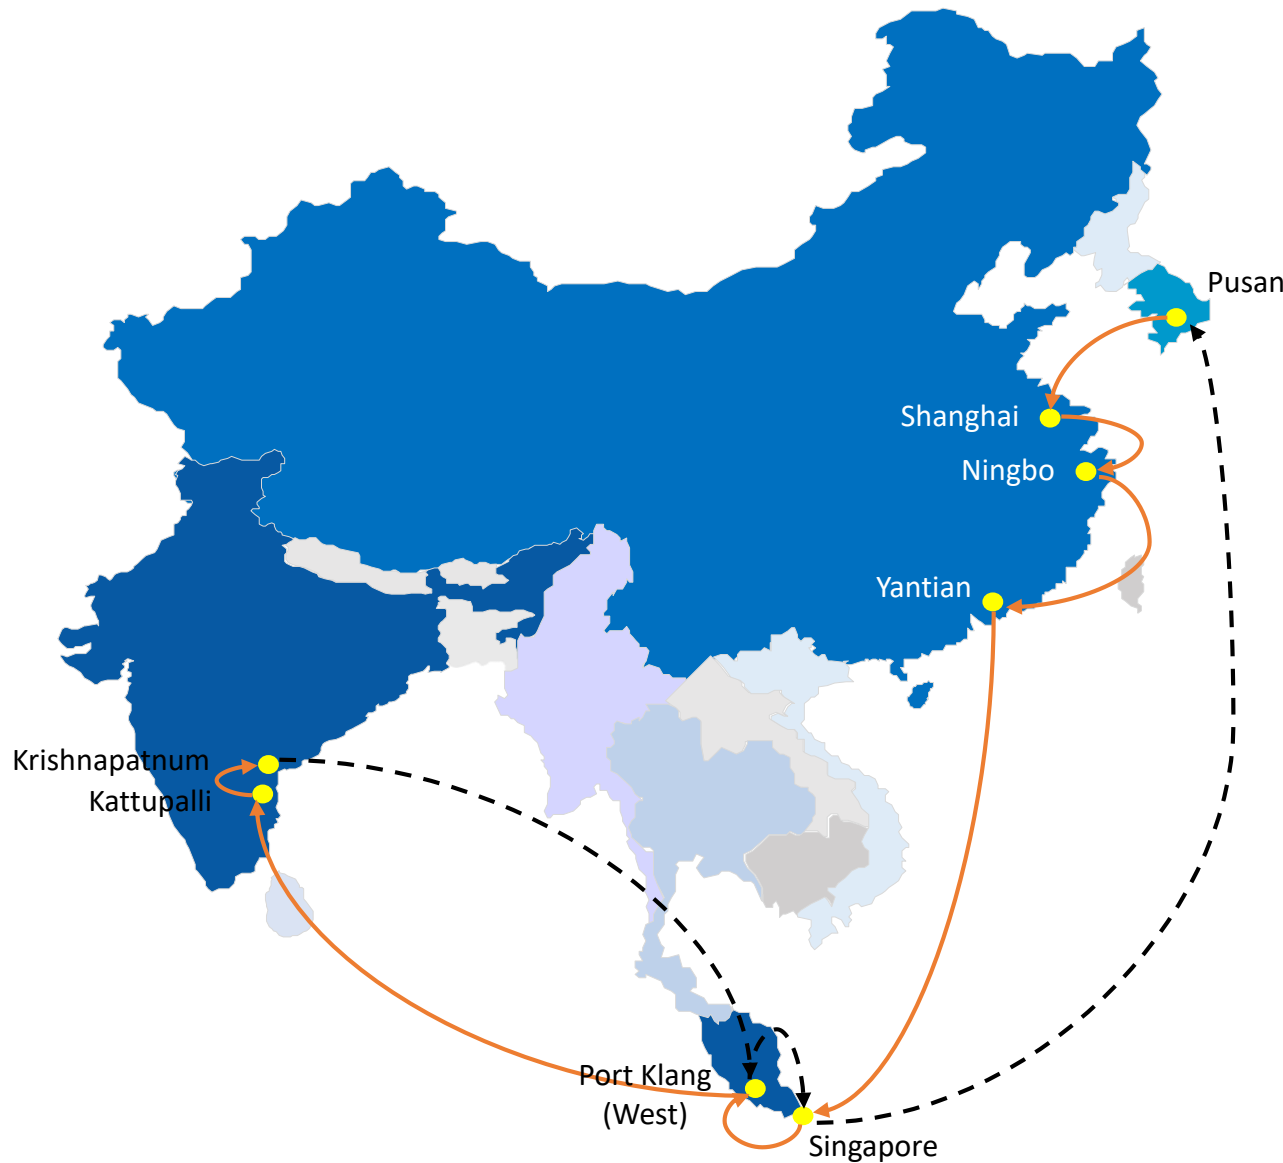 Pusan
Shanghai
Ningbo
Yantian
Krishnapatnum
Kattupalli
Port Klang
(West)
Singapore